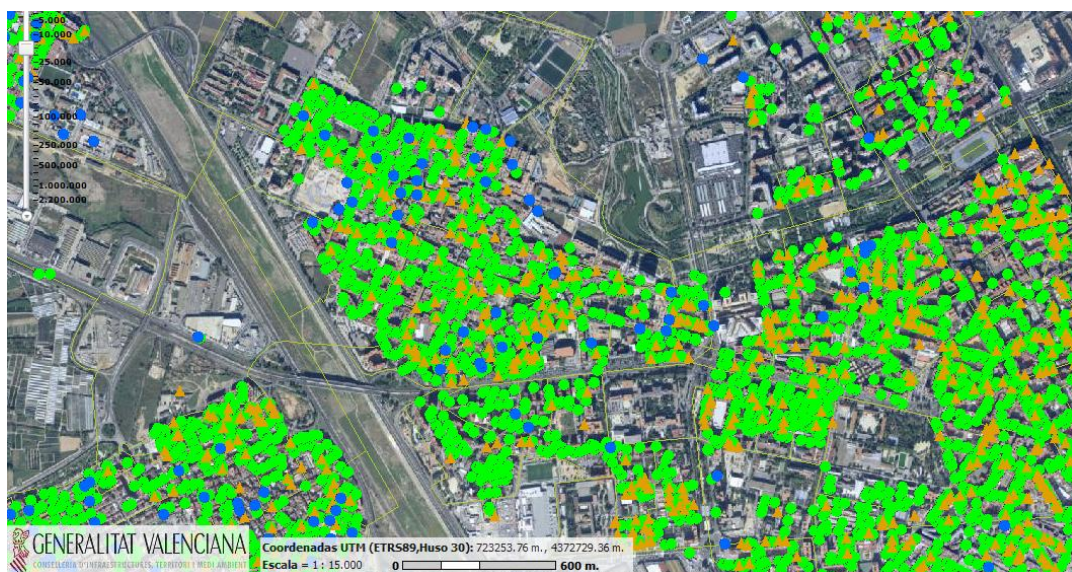 5.000
10.000
25.000
50.000
100.000
250.000
500.000
1.000.000
2.200.000
GENERALITAT VALENCIANA
CONSELLERIA D'INFRAESTRUCTURES, TERRITORI I MEDI AMBIENT
Coordenadas UTM (ETRS89,Huso 30): 723253.76 m., 4372729.36 m.
Escala = 1 : 15.000
0 600 m.